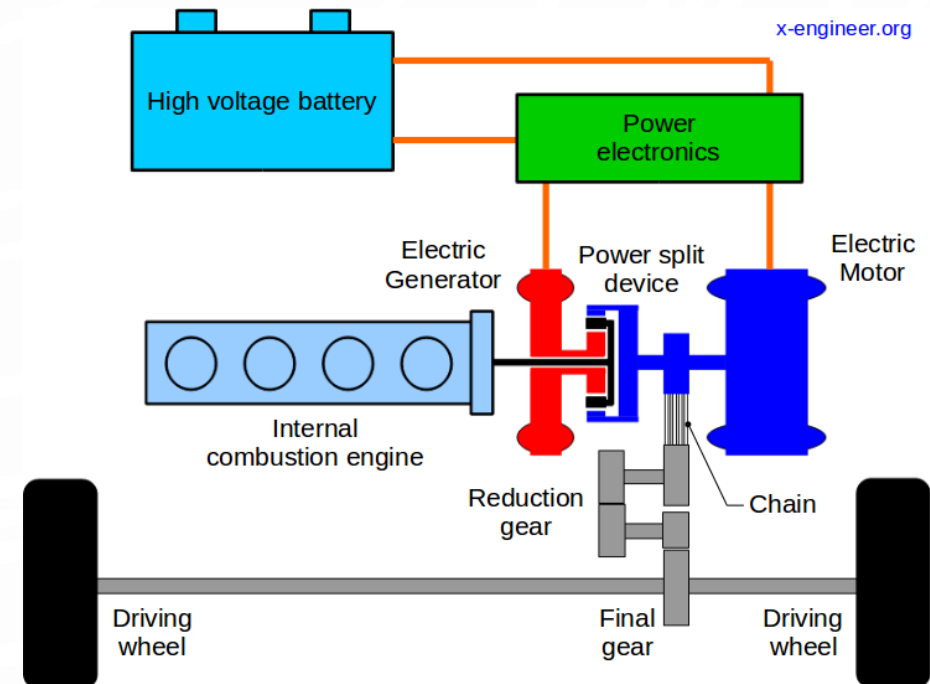 x-engineer.org
High voltage battery
Power
electronics
Electric
Generator
Power split
device
Electric
Motor
Internal
combustion engine
Reduction
gear
Chain
Driving
wheel
Final
gear
Driving
wheel